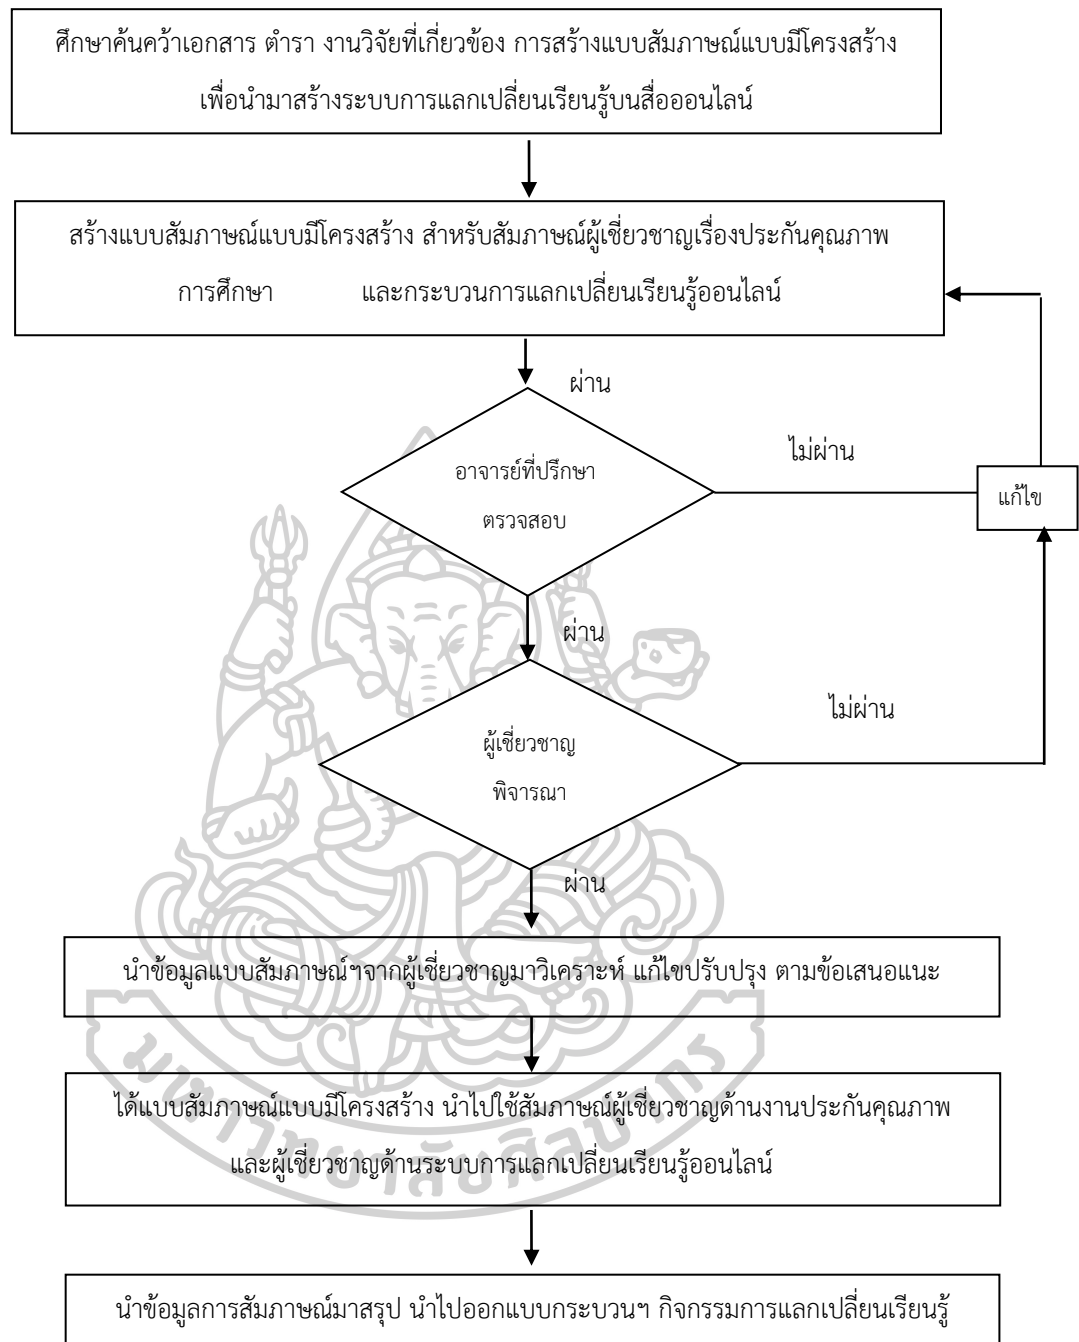 ศึกษาค้นคว้าเอกสาร ตำรา งานวิจัยที่เกี่ยวข้อง การสร้างแบบสัมภาษณ์แบบมีโครงสร้าง
เพื่อนำมาสร้างระบบการแลกเปลี่ยนเรียนรู้บนสื่อออนไลน์
สร้างแบบสัมภาษณ์แบบมีโครงสร้าง สำหรับสัมภาษณ์ผู้เชี่ยวชาญเรื่องประกันคุณภาพ
การศึกษา และกระบวนการแลกเปลี่ยนเรียนรู้ออนไลน์
ผ่าน
ไม่ผ่าน
อาจารย์ที่ปรึกษา
ตรวจสอบ
แก้ไข
ผ่าน
ไม่ผ่าน
ผู้เชี่ยวชาญ
พิจารณา
ผ่าน
นำข้อมูลแบบสัมภาษณ์ฯจากผู้เชี่ยวชาญมาวิเคราะห์ แก้ไขปรับปรุง ตามข้อเสนอแนะ
ได้แบบสัมภาษณ์แบบมีโครงสร้าง นำไปใช้สัมภาษณ์ผู้เชี่ยวชาญด้านงานประกันคุณภาพ
และผู้เชี่ยวชาญด้านระบบการแลกเปลี่ยนเรียนรู้ออนไลน์
มหาวิทยาลัยศิลปากร
นำข้อมูลการสัมภาษณ์มาสรุป นำไปออกแบบกระบวนฯ กิจกรรมการแลกเปลี่ยนเรียนรู้